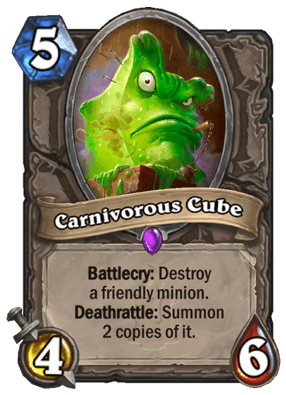 5
Carnivorous Cube
Battlecry: Destroy
a friendly minion.
Deathrattle: Summon
2 copies of it.
4
6